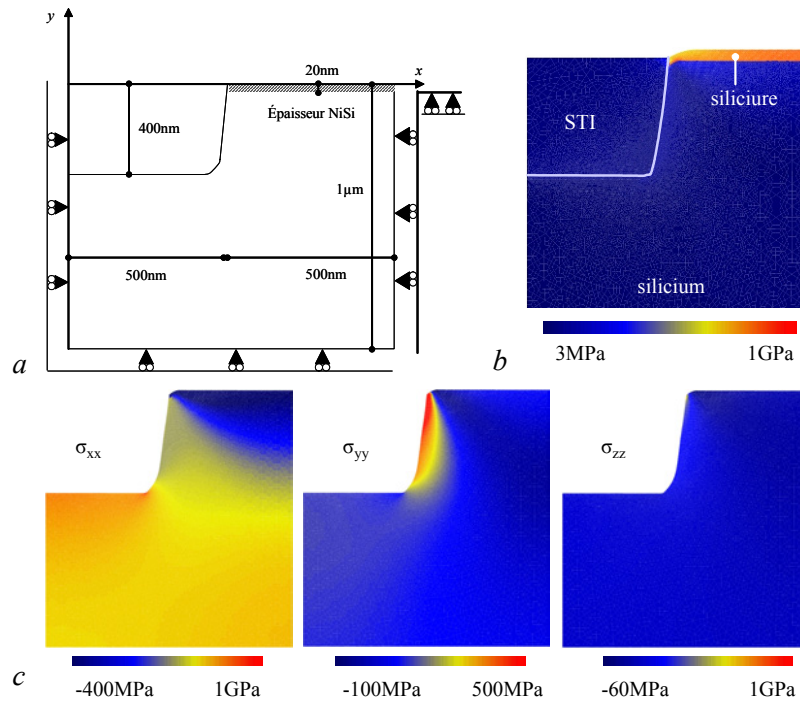 y
20nm
x
Épaisseur NiSi
400nm
1µm
500nm
500nm
a
siliciure
STI
silicium
3MPa
1GPa
b
σxx
σyy
σzz
-400MPa
1GPa
-100MPa
500MPa
-60MPa
1GPa
c